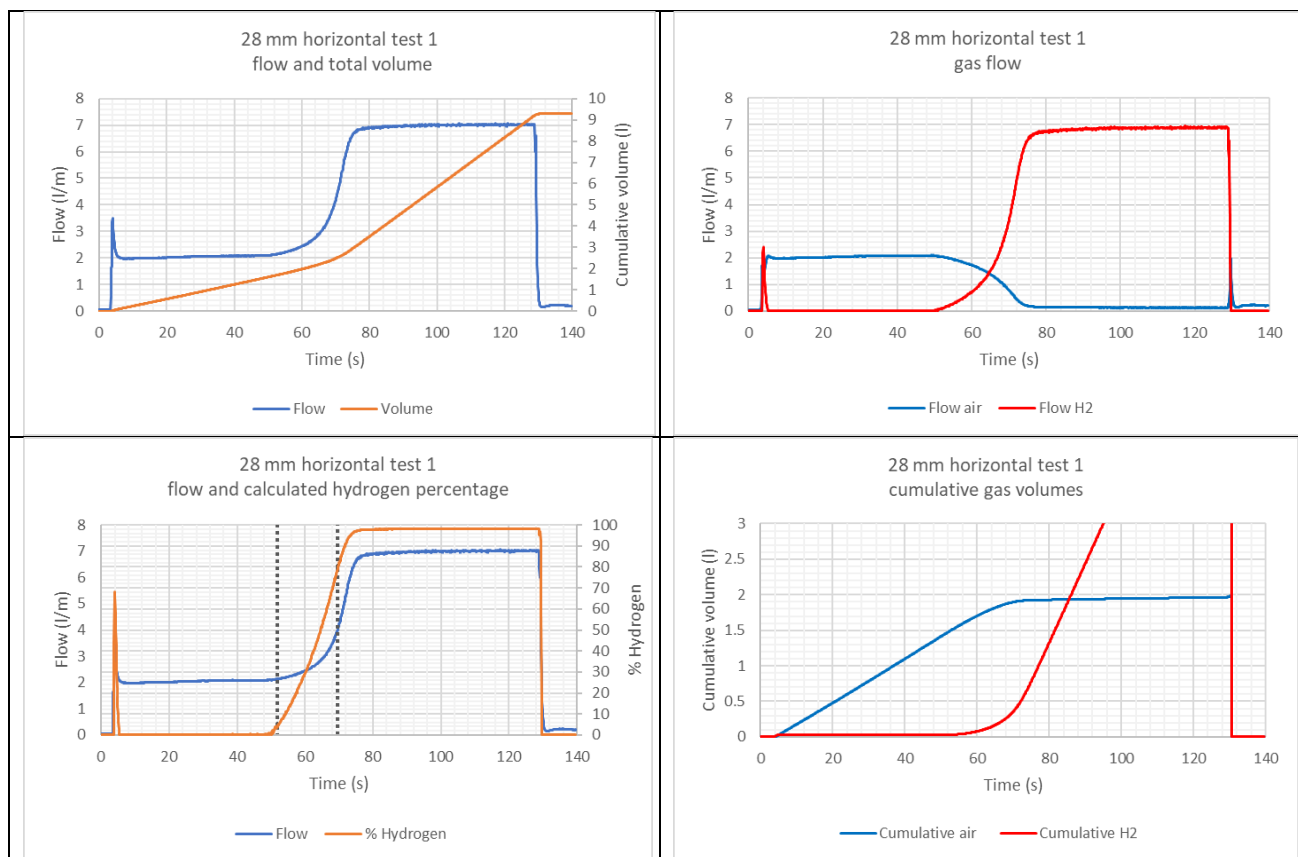 28 mm horizontal test 1
flow and total volume
8
7
6
5
4
3
2
1
0
Flow (l/m)
10
9
8
7
6
5
4
3
2
1
0
Cumulative volume (l)
0 20 40 60 80 100 120 140
Time (s)
Flow Volume
28 mm horizontal test 1
gas flow
8
7
6
5
4
3
2
1
0
Flow (l/m)
0 20 40 60 80 100 120 140
Time (s)
Flow air Flow H2
28 mm horizontal test 1
flow and calculated hydrogen percentage
8
7
6
5
4
3
2
1
0
Flow (l/m)
100
90
80
70
60
50
40
30
20
10
0
% Hydrogen
0 20 40 60 80 100 120 140
Time (s)
Flow % Hydrogen
28 mm horizontal test 1
cumulative gas volumes
3
2.5
2
1.5
1
0.5
0
Cumulative volume (l)
0 20 40 60 80 100 120 140
Time (s)
Cumulative air Cumulative H2